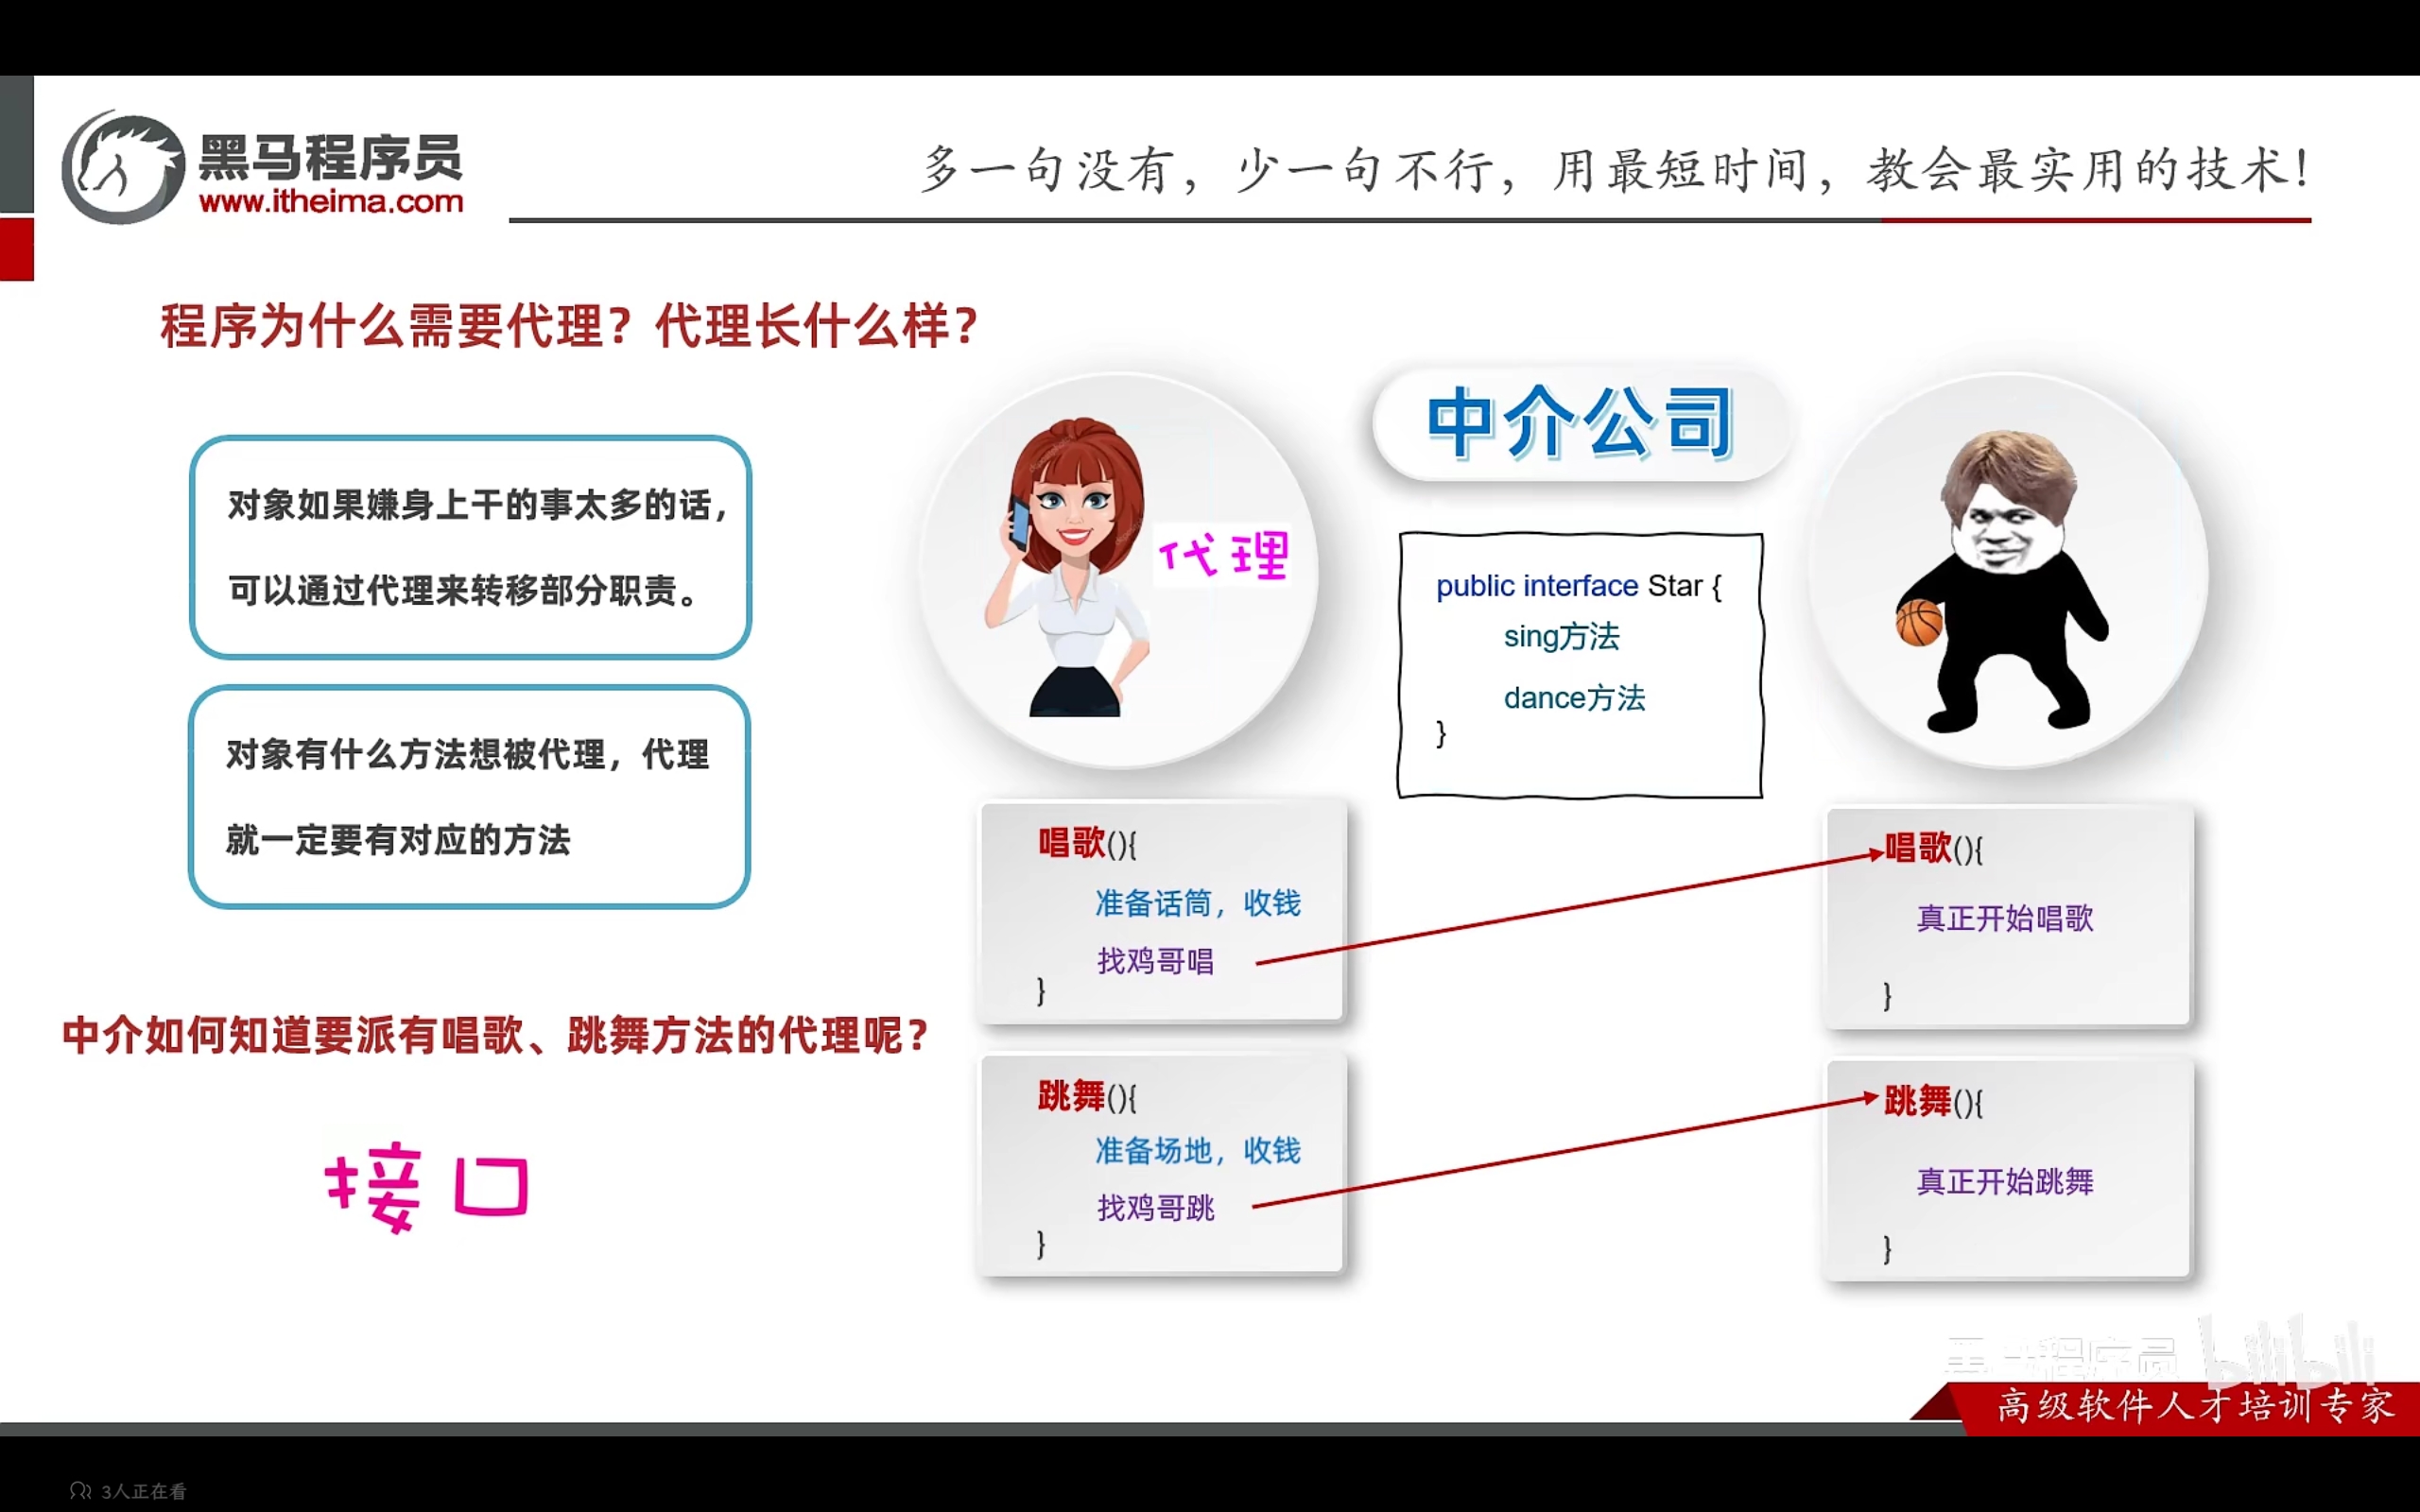 黑马程序员
www.itheima.com
多一句没有，少一句不行，用最短时间，教会最实用的技术！
程序为什么需要代理？代理长什么样？
对象如果嫌身上干的事太多的话，
可以通过代理来转移部分职责。
对象有什么方法想被代理，代理
就一定要有对应的方法
中介如何知道要派有唱歌、跳舞方法的代理呢？
接口
代理
中介公司
public interface Star {
sing方法
dance方法
}
唱歌(){
准备话筒，收钱
找鸡哥唱
}
唱歌(){
真正开始唱歌
}
跳舞(){
准备场地，收钱
找鸡哥跳
}
跳舞(){
真正开始跳舞
}
黑马程序员 bilibili
高级软件人才培训专家
3人正在看